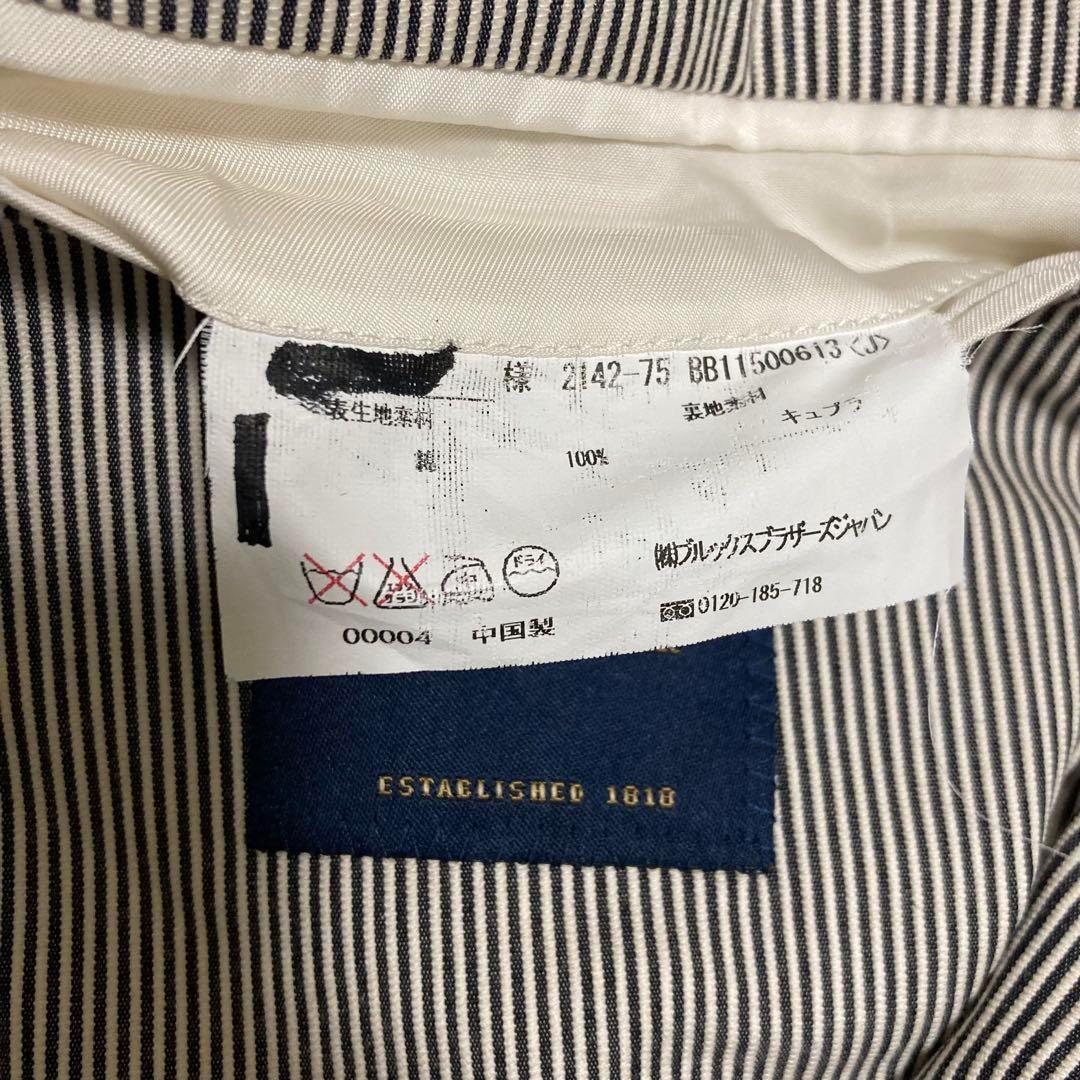 様 2142-75 BB11500613<J>
表生地素材 裏地素材
綿 100% キュプラ
ドライ
㈱ブルックスブラザーズジャパン
0120-185-718
00004 中国製
ESTABLISHED 1818